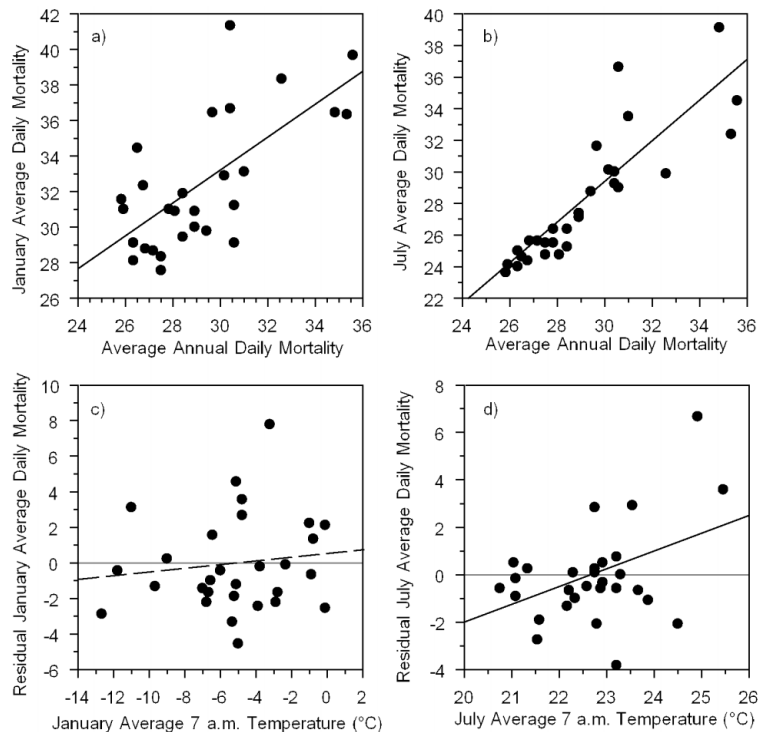 a)
January Average Daily Mortality
42
40
38
36
34
32
30
28
26
24 26 28 30 32 34 36
Average Annual Daily Mortality
b)
July Average Daily Mortality
40
38
36
34
32
30
28
26
24
22
24 26 28 30 32 34 36
Average Annual Daily Mortality
c)
Residual January Average Daily Mortality
10
8
6
4
2
0
-2
-4
-6
-14 -12 -10 -8 -6 -4 -2 0 2
January Average 7 a.m. Temperature (°C)
d)
Residual July Average Daily Mortality
8
6
4
2
0
-2
-4
20 21 22 23 24 25 26
July Average 7 a.m. Temperature (°C)